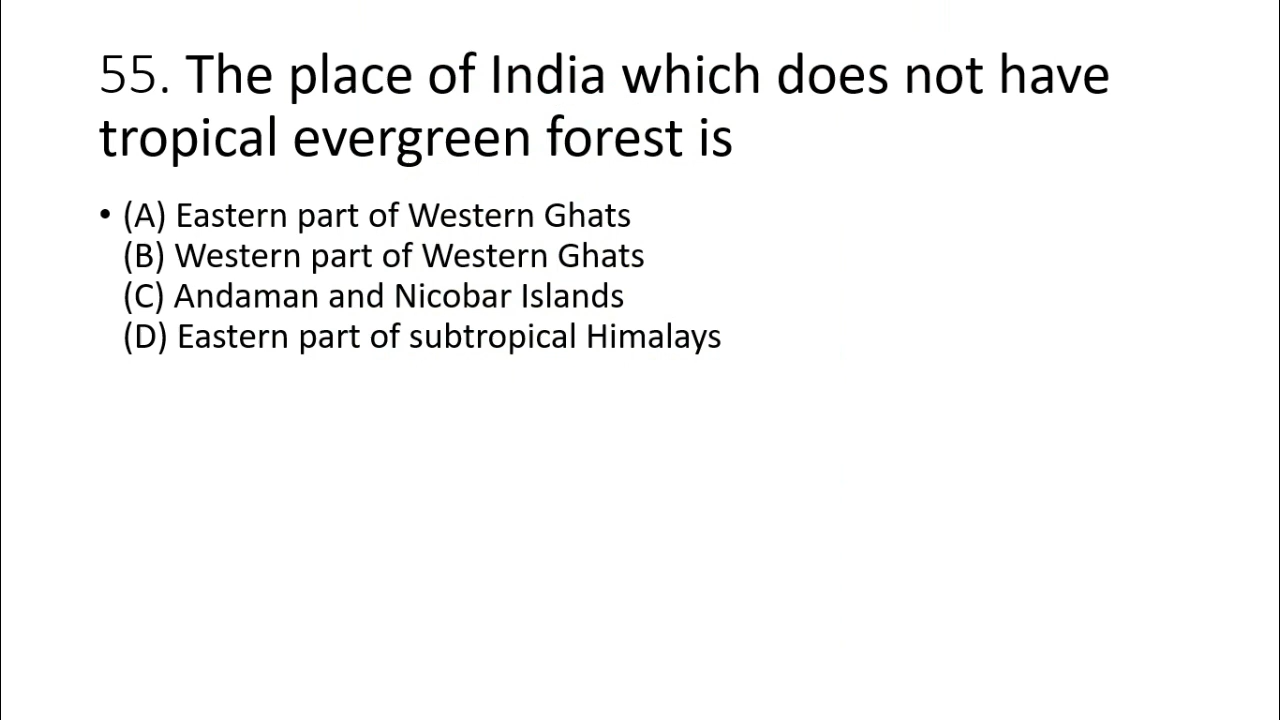 55. The place of India which does not have
tropical evergreen forest is
• (A) Eastern part of Western Ghats
(B) Western part of Western Ghats
(C) Andaman and Nicobar Islands
(D) Eastern part of subtropical Himalays